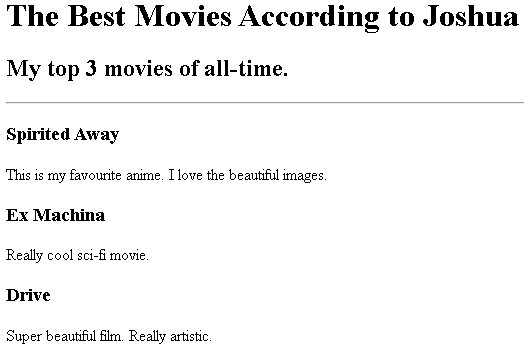 The Best Movies According to Joshua
My top 3 movies of all-time.
Spirited Away
This is my favourite anime. I love the beautiful images.
Ex Machina
Really cool sci-fi movie.
Drive
Super beautiful film. Really artistic.